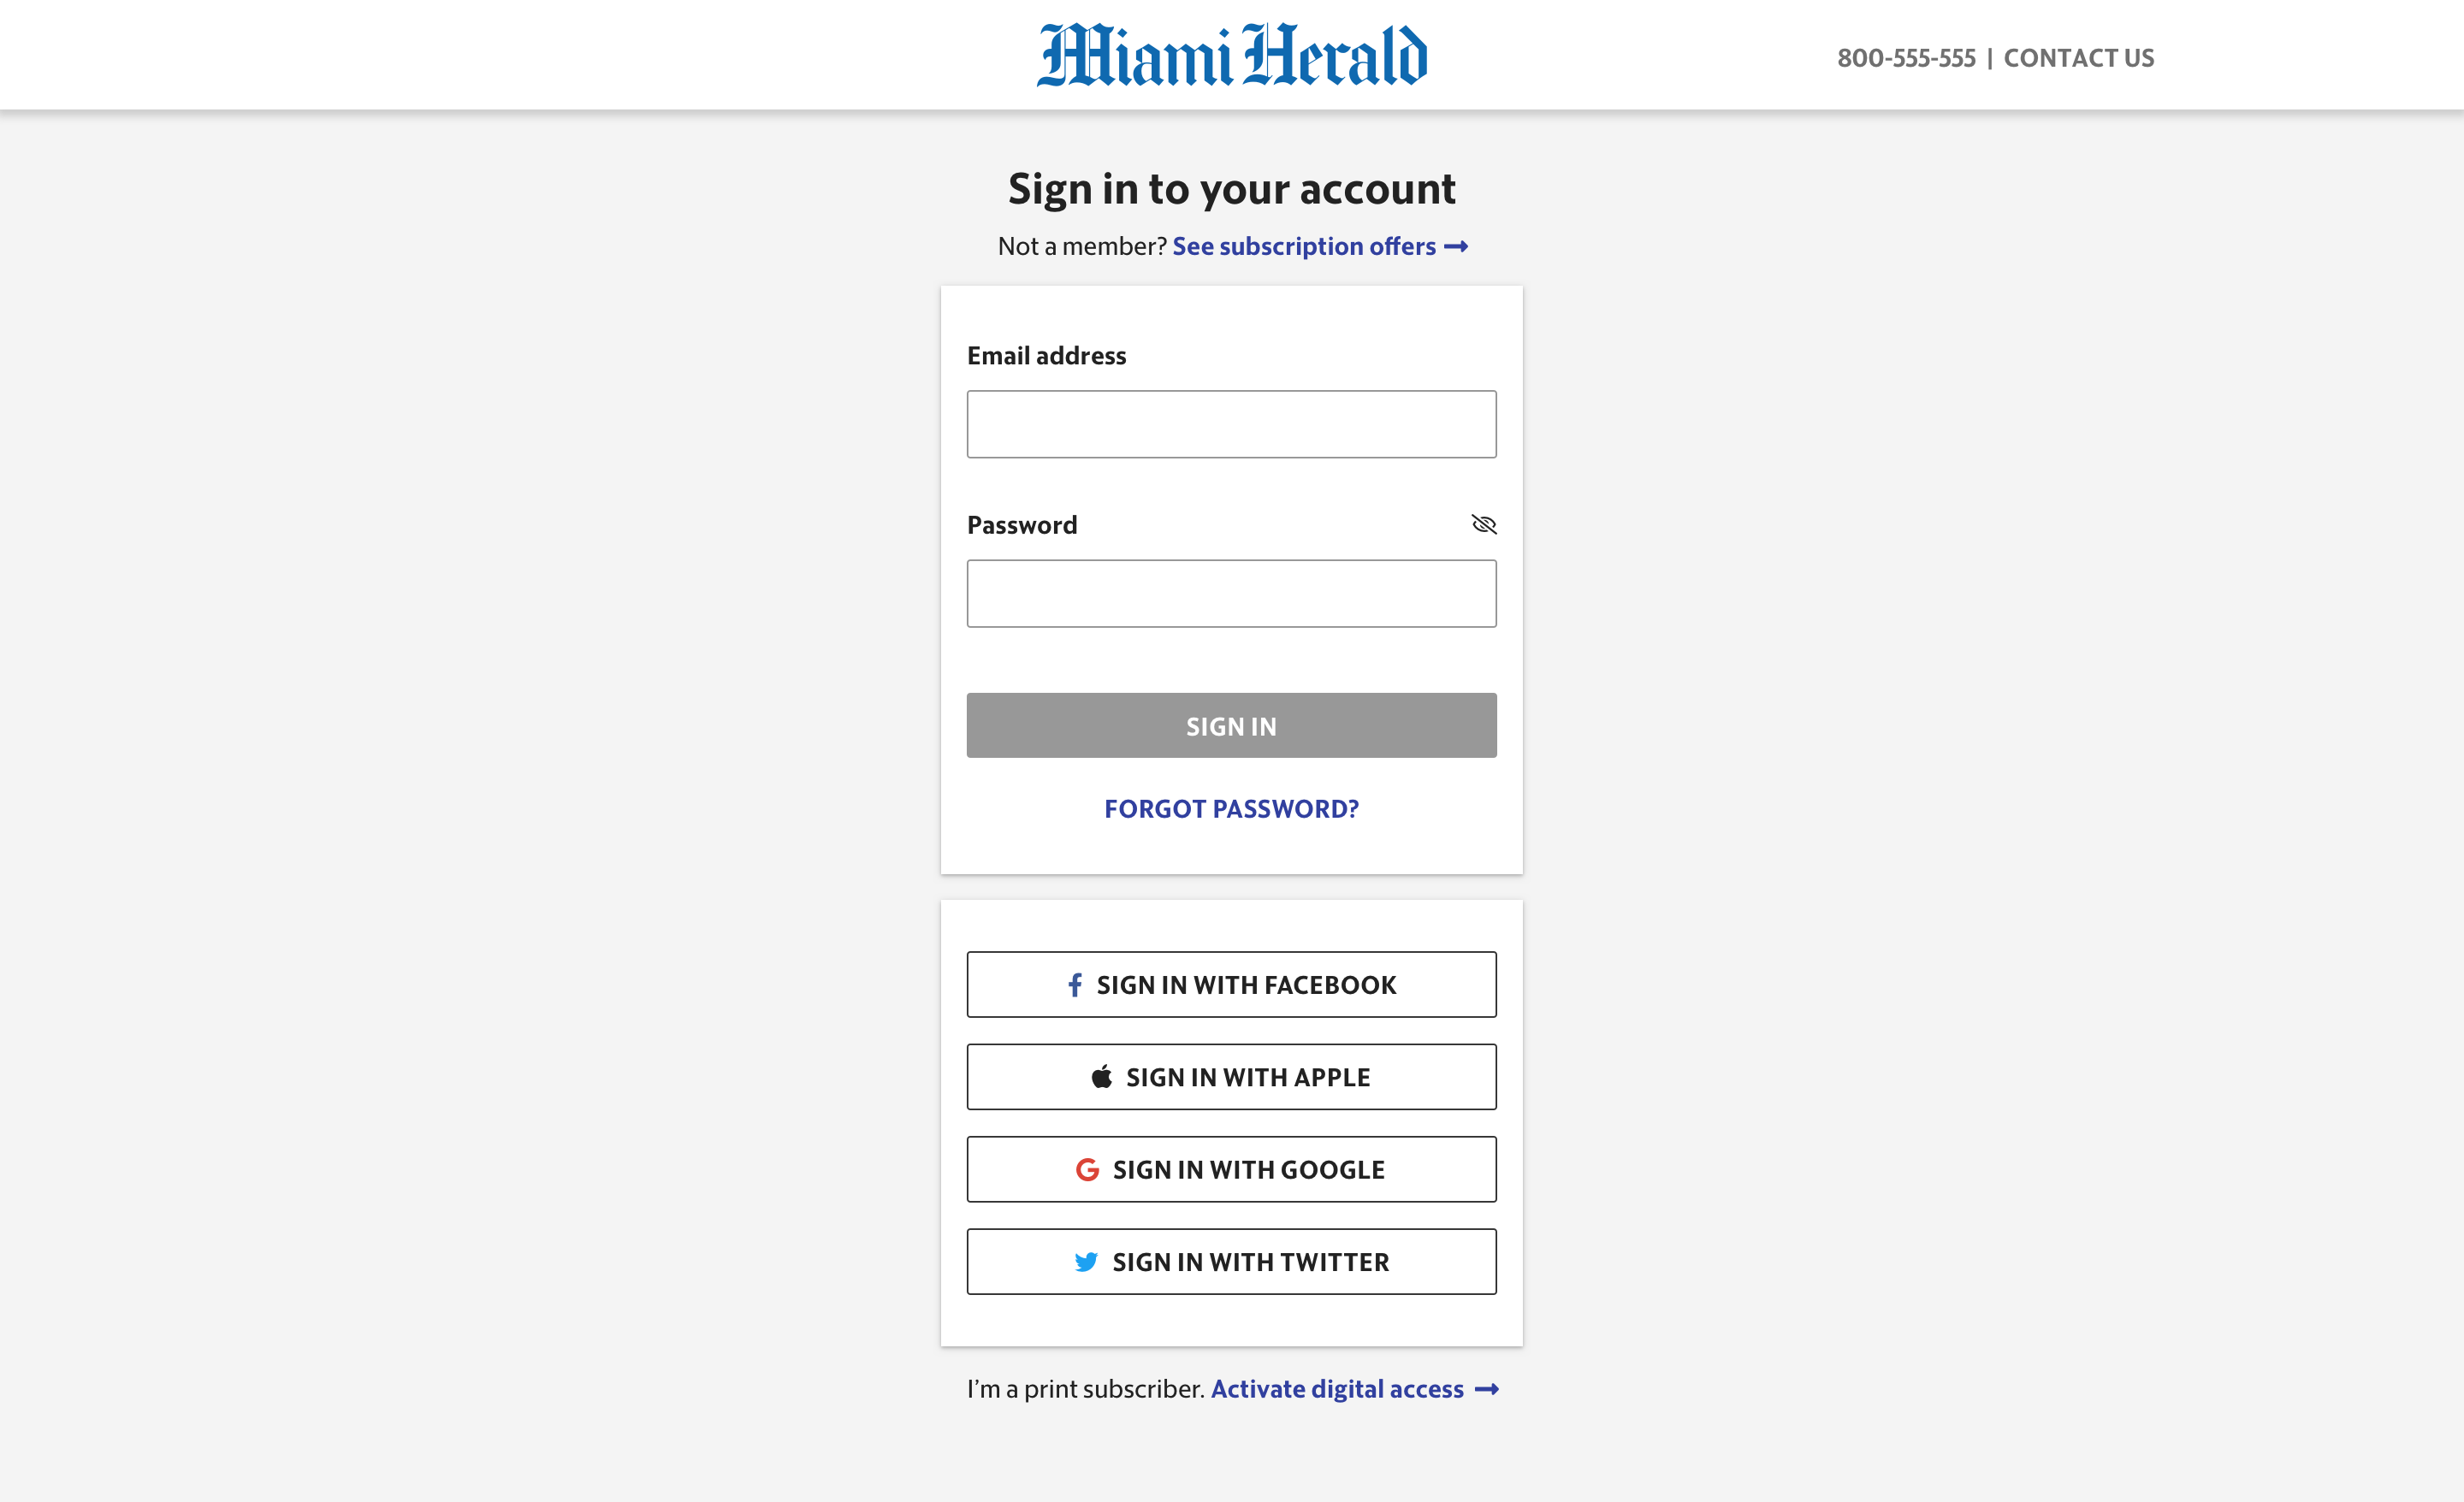 Miami Herald
800-555-555 | CONTACT US
Sign in to your account
Not a member? See subscription offers
Email address
Password
SIGN IN
FORGOT PASSWORD?
SIGN IN WITH FACEBOOK
SIGN IN WITH APPLE
SIGN IN WITH GOOGLE
SIGN IN WITH TWITTER
I’m a print subscriber. Activate digital access